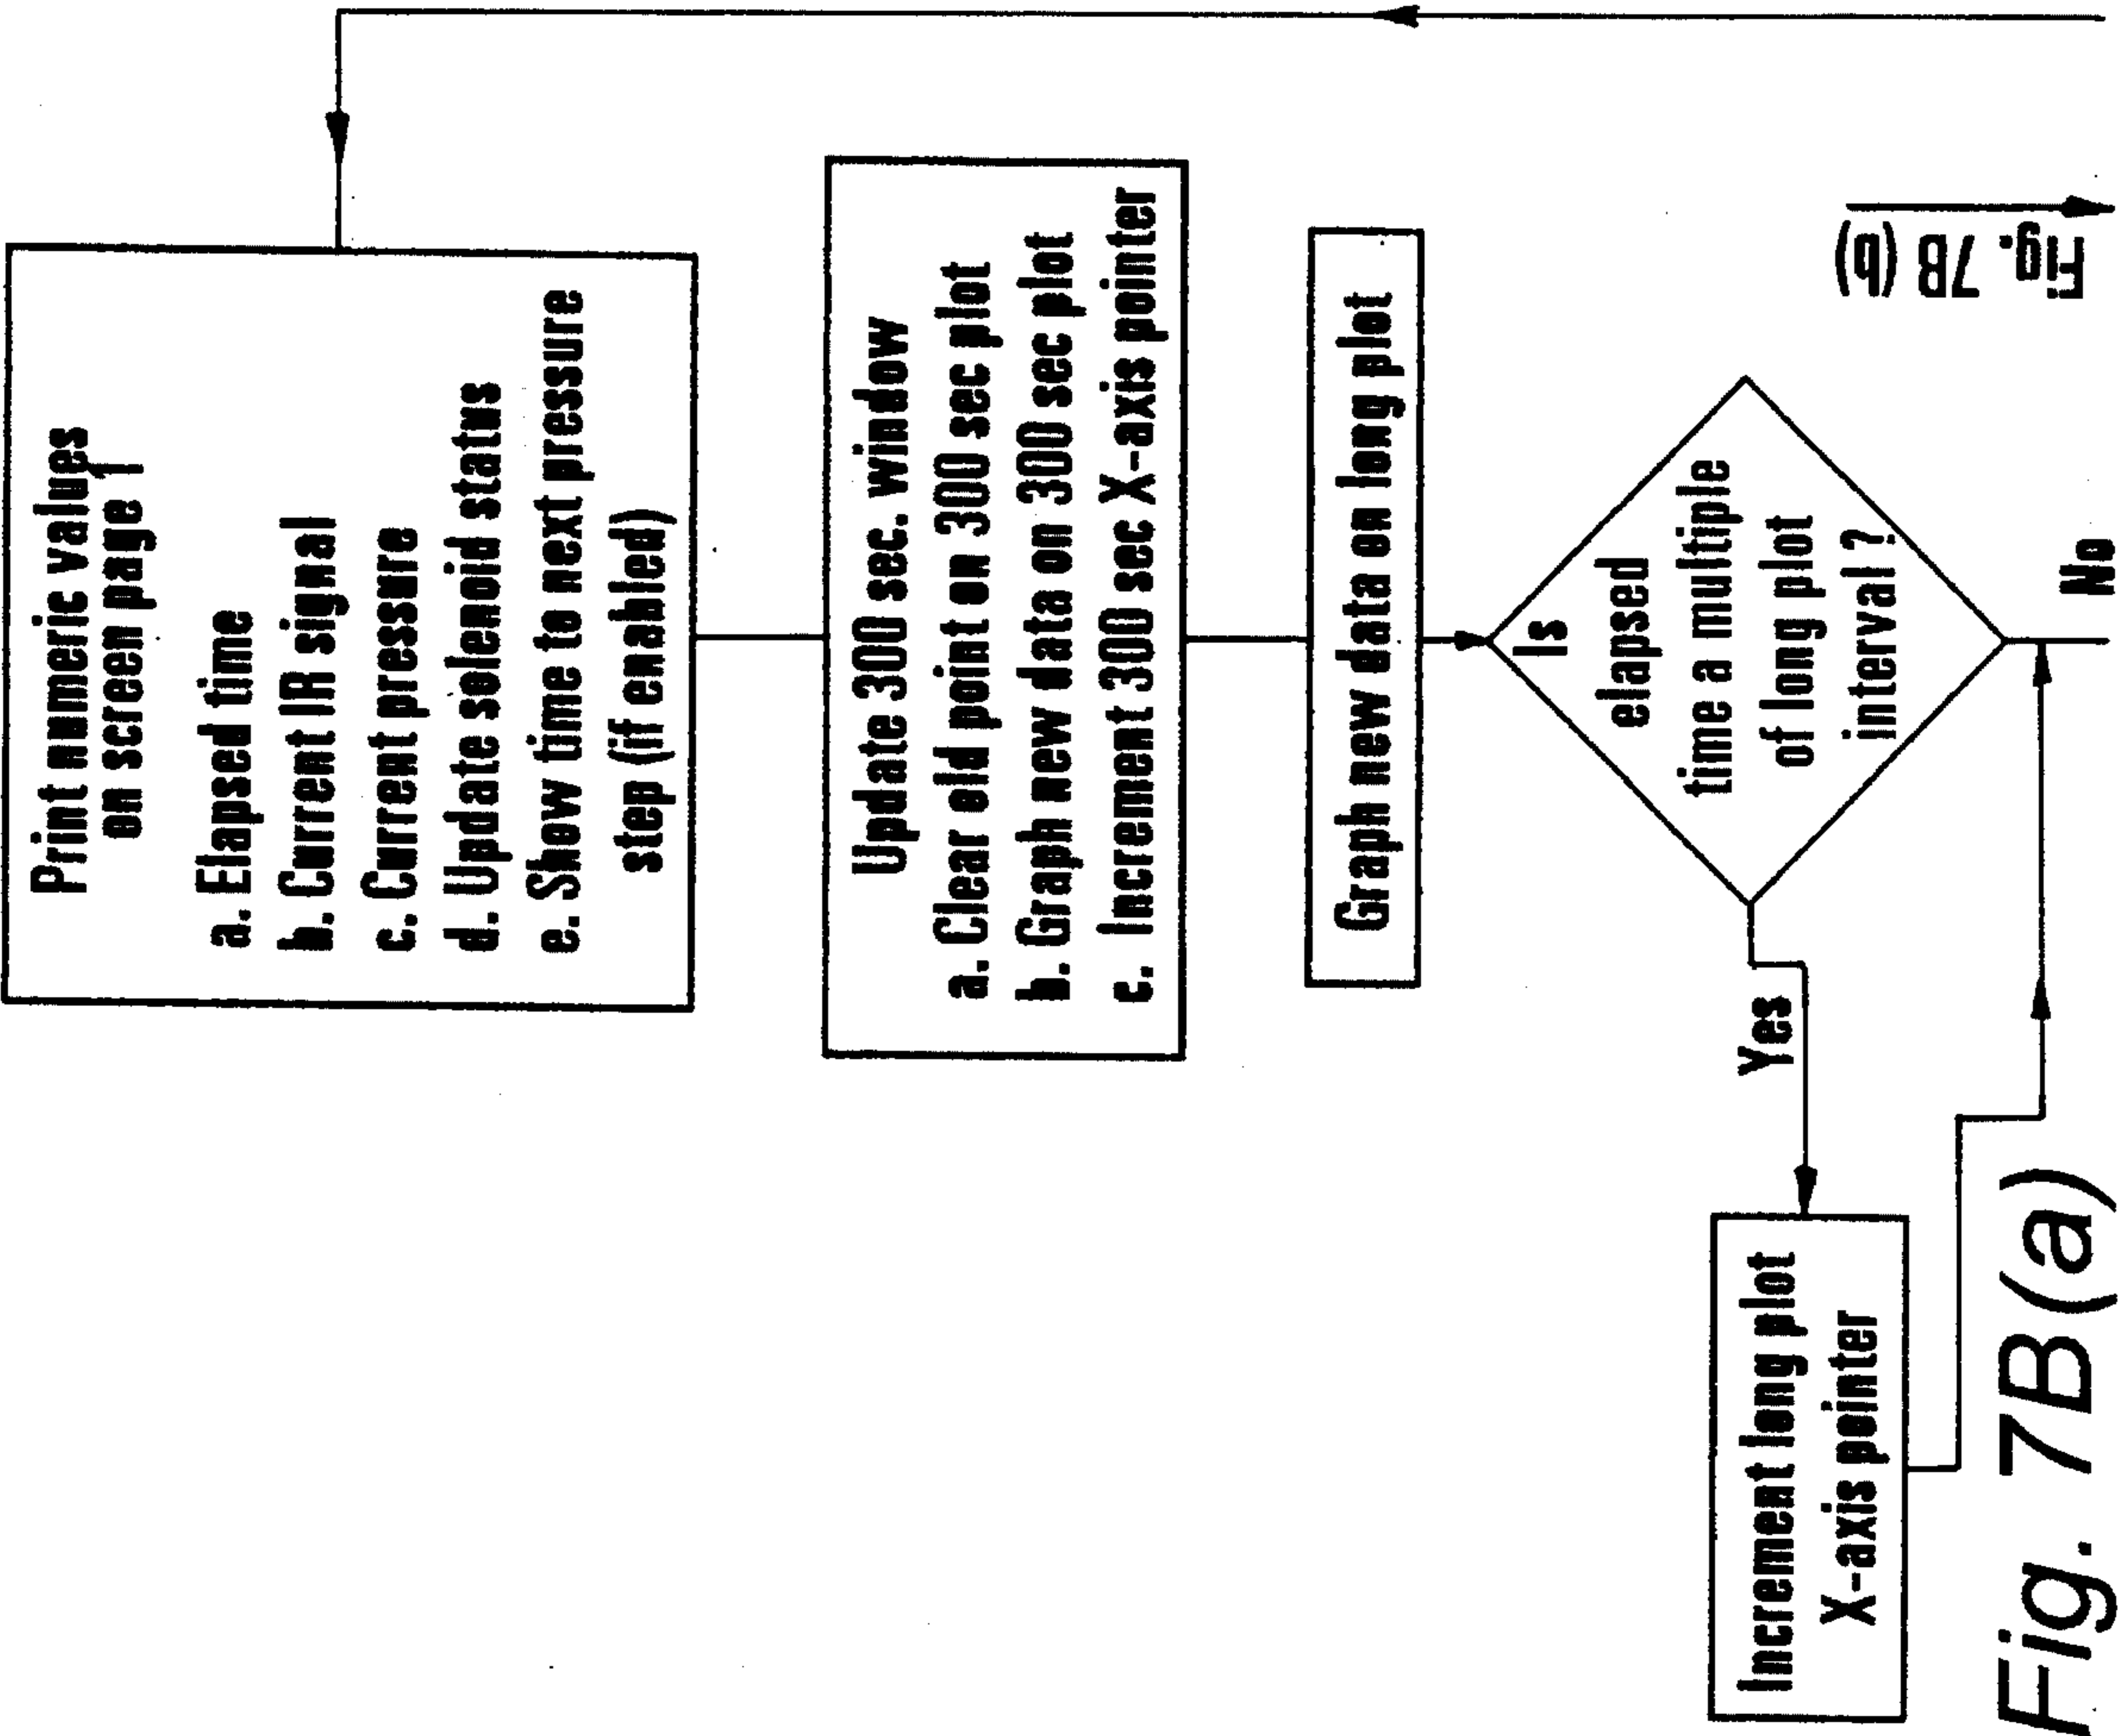 Print numeric values
on screen page 1
a. Elapsed time
b. Current IR signal
c. Current pressure
d. Update solenoid status
e. Show time to next pressure
step (if enabled)
Update 300 sec. window
a. Clear old point on 300 sec plot
b. Graph new data on 300 sec plot
c. Increment 300 sec X-axis pointer
Graph new data on long plot
Is
elapsed
time a multiple
of long plot
interval?
Yes
No
Increment long plot
X-axis pointer
Fig. 7B (b)
Fig. 7B(a)